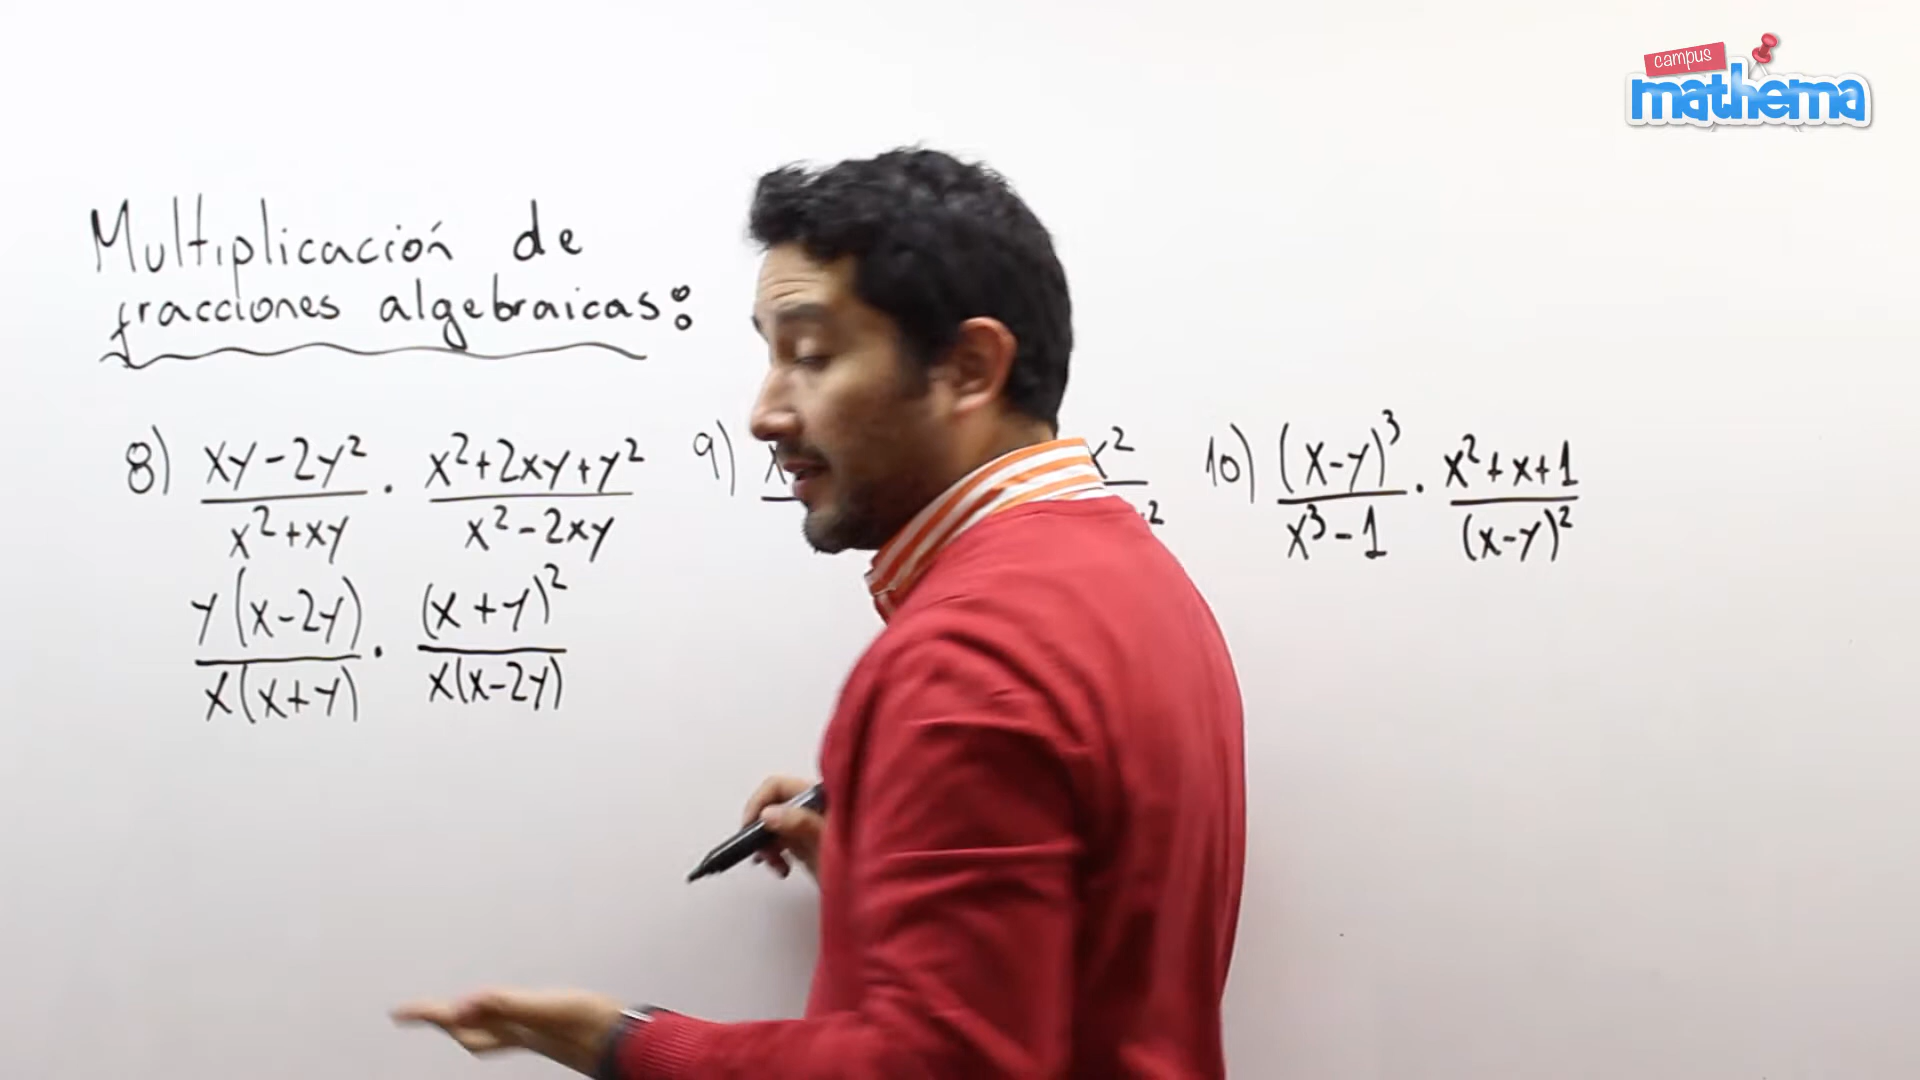 campus
mathema
Multiplicación de
fracciones algebraicas:
8) xy-2y²/x²+xy · x²+2xy+y²/x²-2xy
y(x-2y)/x(x+y) · (x+y)²/x(x-2y)
9)
10) (x-y)³/x³-1 · x²+x+1/(x-y)²